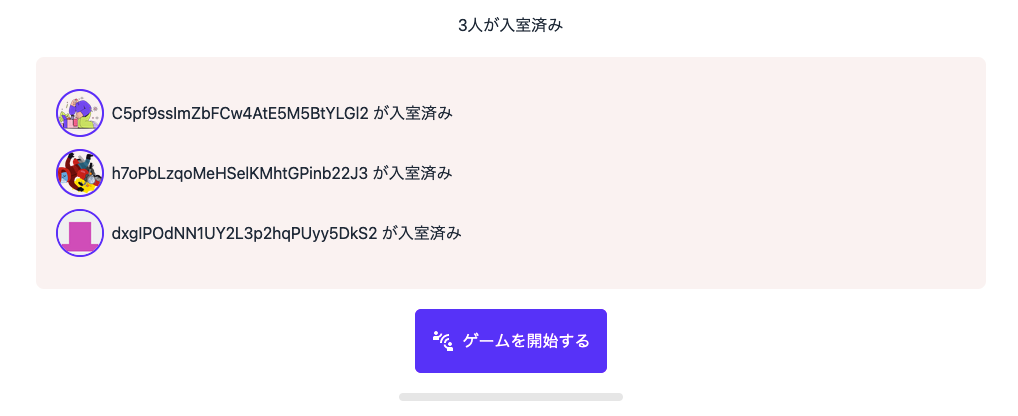 3人が入室済み
C5pf9ssImZbFCw4AtE5M5BtYLGl2 が入室済み
h7oPbLzqoMeHSelKMhtGPinb22J3 が入室済み
dxglPOdNN1UY2L3p2hqPUyy5DkS2 が入室済み
ゲームを開始する